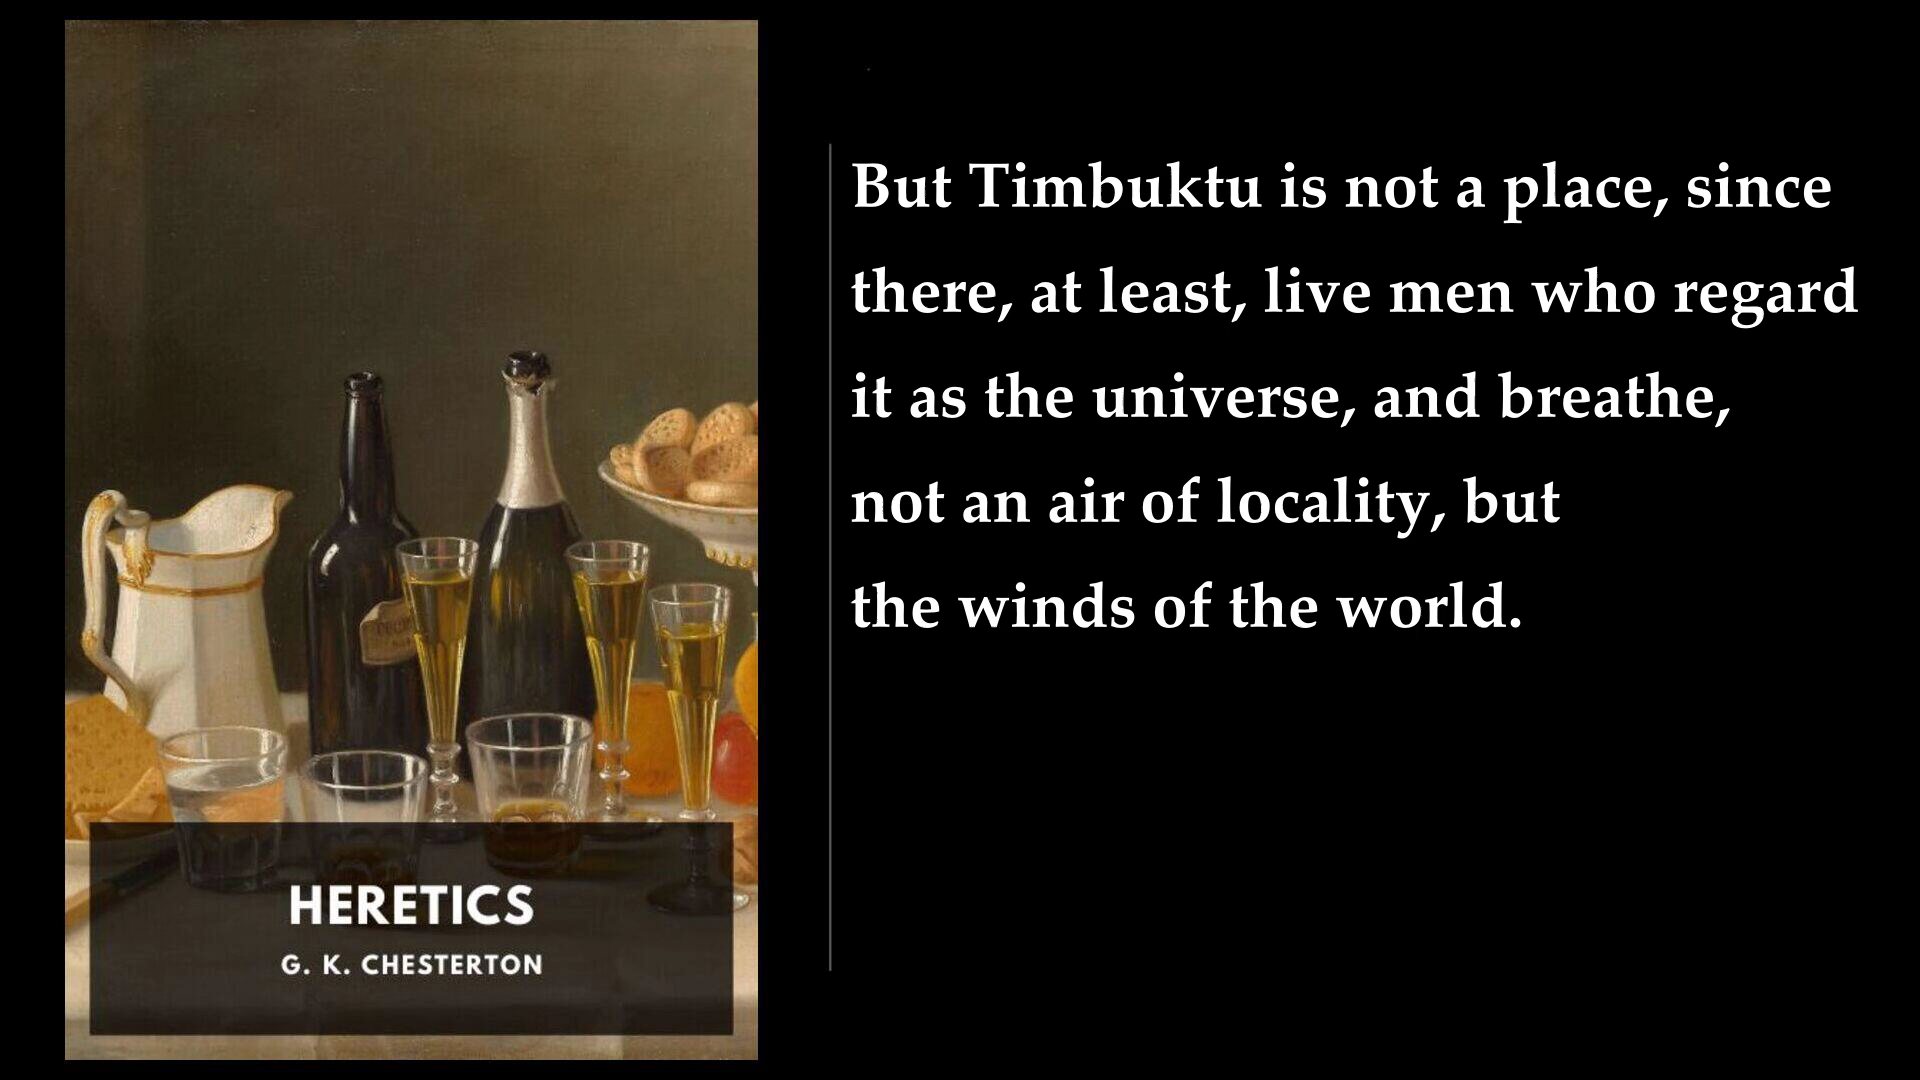 But Timbuktu is not a place, since
there, at least, live men who regard
it as the universe, and breathe,
not an air of locality, but
the winds of the world.
HERETICS
G. K. CHESTERTON